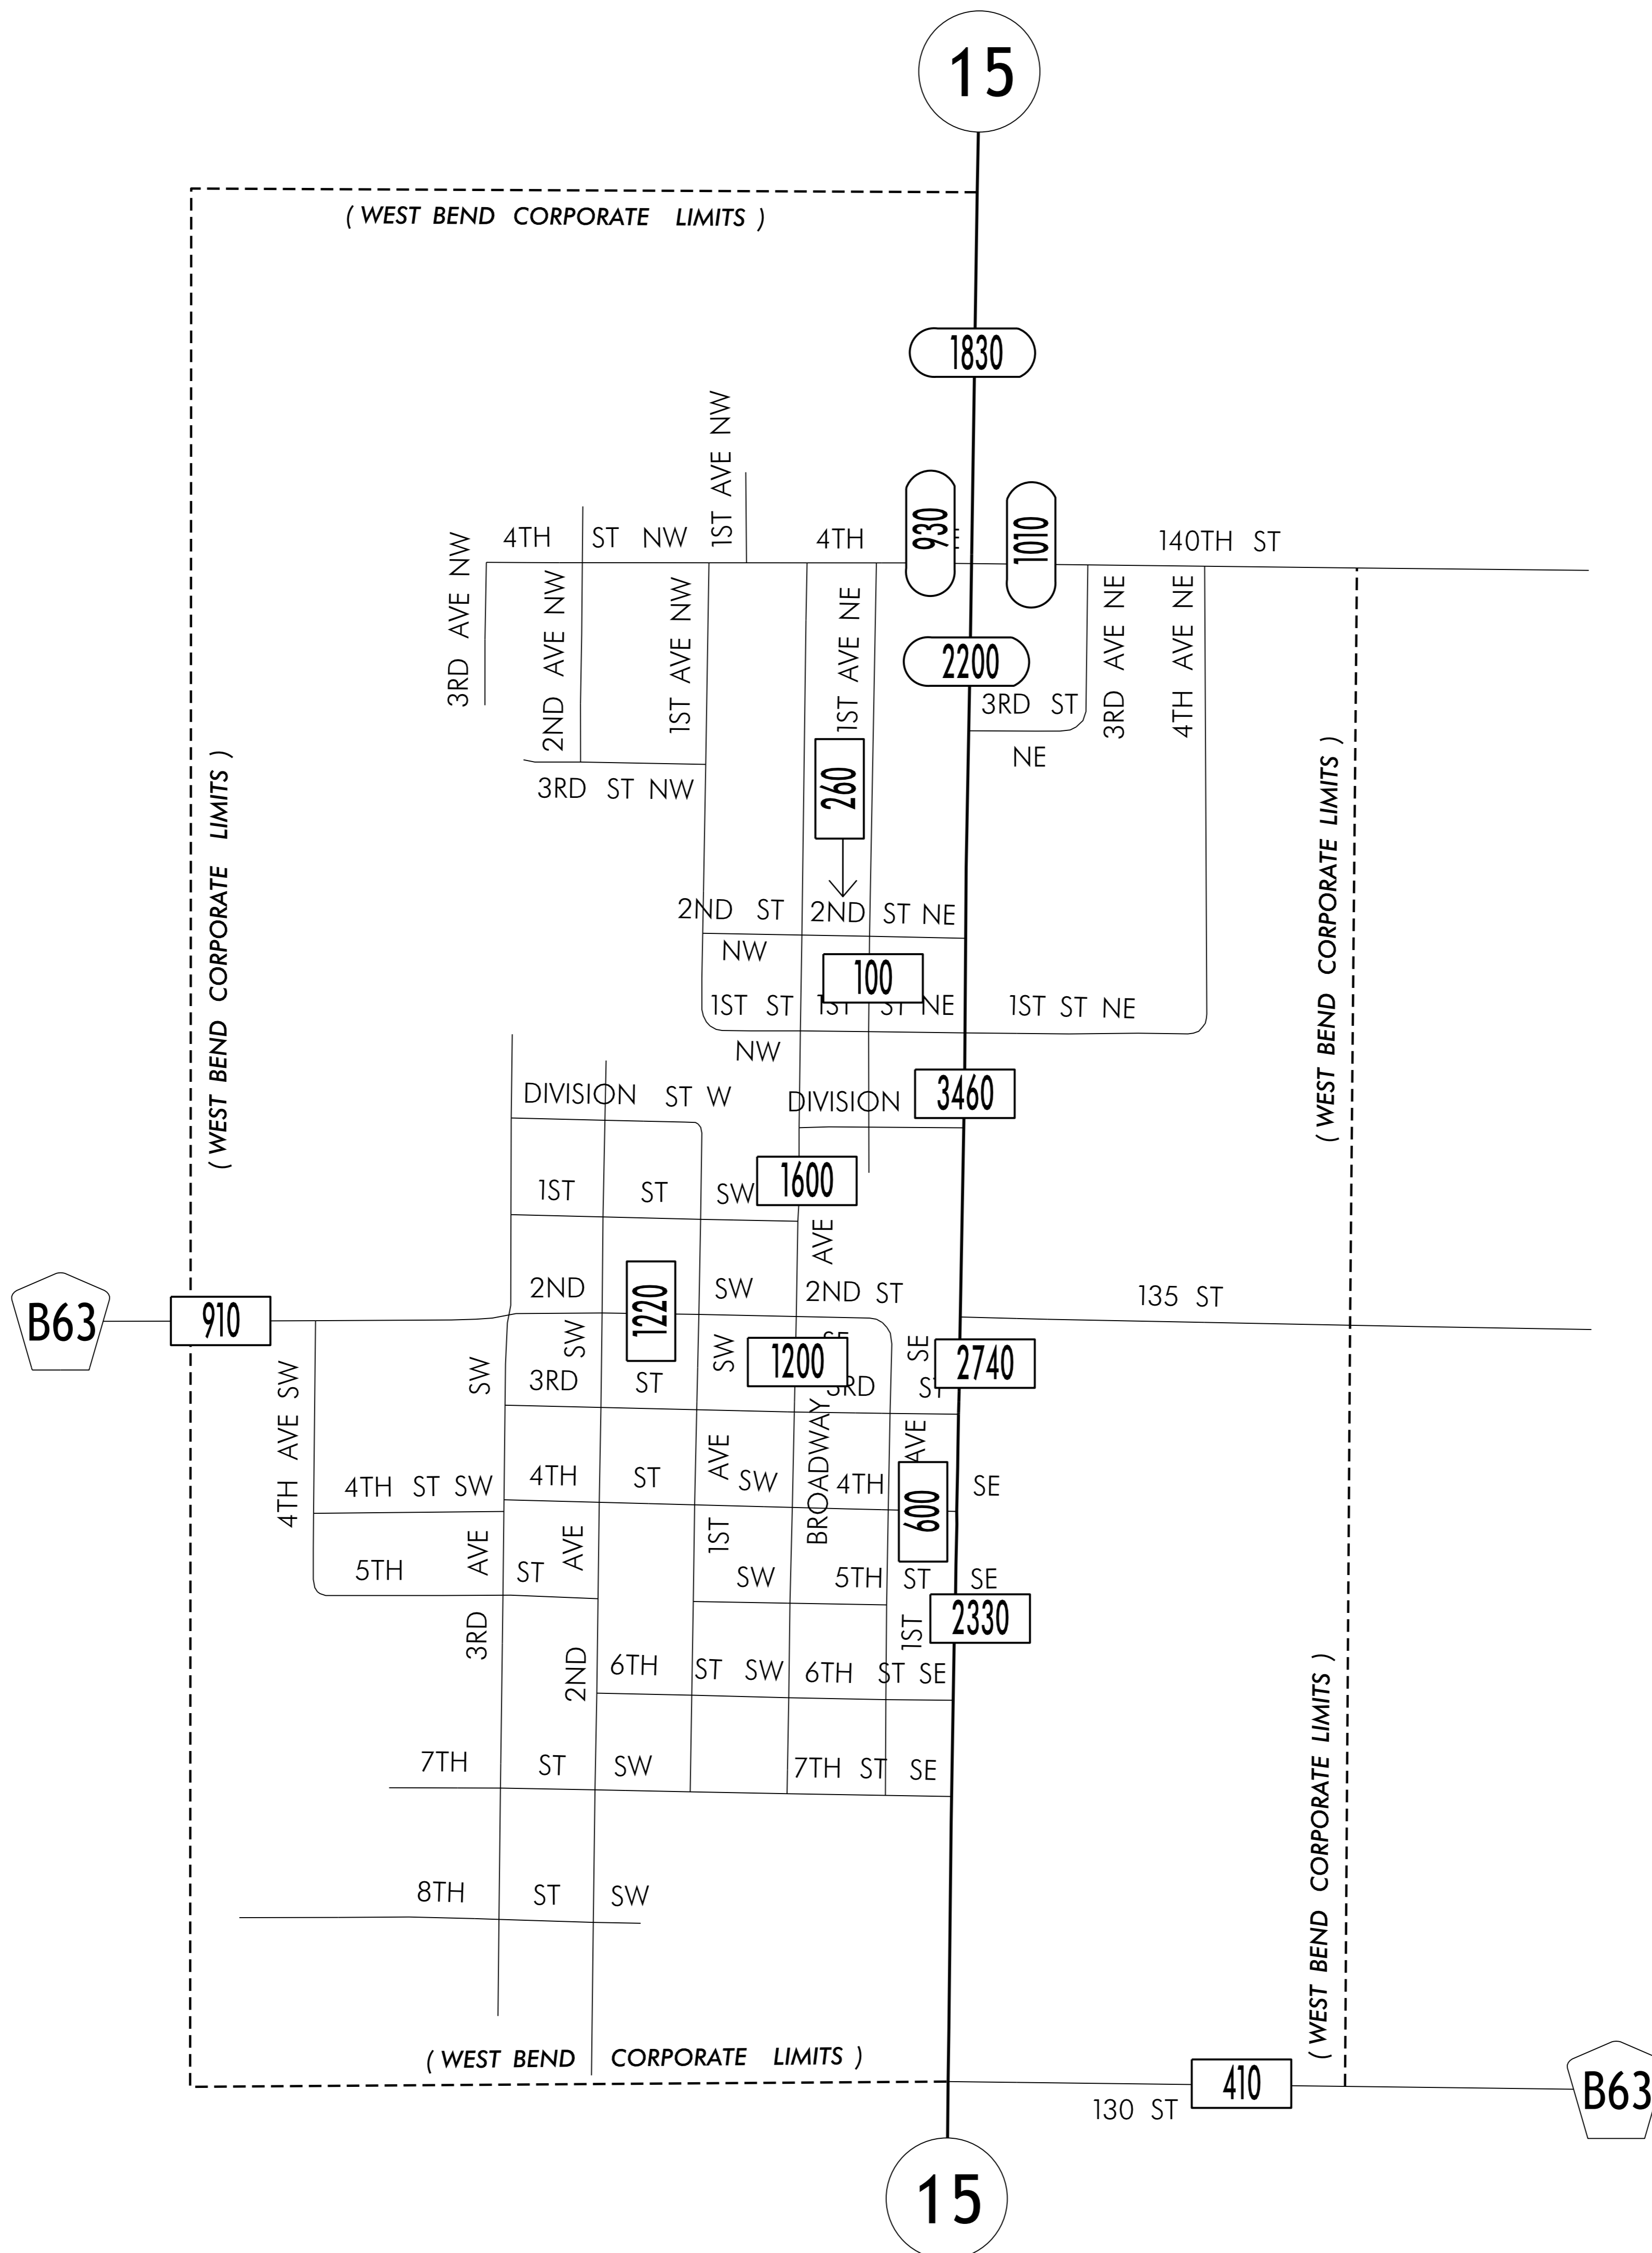 15
( WEST BEND CORPORATE LIMITS )
1830
1ST AVE NW
930
1010
4TH ST NW
4TH
140TH ST
3RD AVE NW
2ND AVE NW
1ST AVE NW
1ST AVE NE
3RD AVE NE
4TH AVE NE
2200
3RD ST
NE
3RD ST NW
260
( WEST BEND CORPORATE LIMITS )
( WEST BEND CORPORATE LIMITS )
2ND ST
NW
2ND ST NE
100
1ST ST
NW
1ST ST NE
1ST ST NE
DIVISION ST W
DIVISION
3460
1ST ST SW
1600
AVE
B63
910
2ND SW
1220
2ND ST
SE
135 ST
4TH AVE SW
3RD AVE SW
2ND AVE SW
1ST AVE SW
BROADWAY
1ST AVE SE
1200
2740
3RD ST
3RD ST
4TH ST SW
4TH ST SW
4TH SE
600
5TH ST SW
5TH ST SE
2330
6TH ST SW
6TH ST SE
7TH ST SW
7TH ST SE
8TH ST SW
( WEST BEND CORPORATE LIMITS )
( WEST BEND CORPORATE LIMITS )
410
130 ST
B63
15